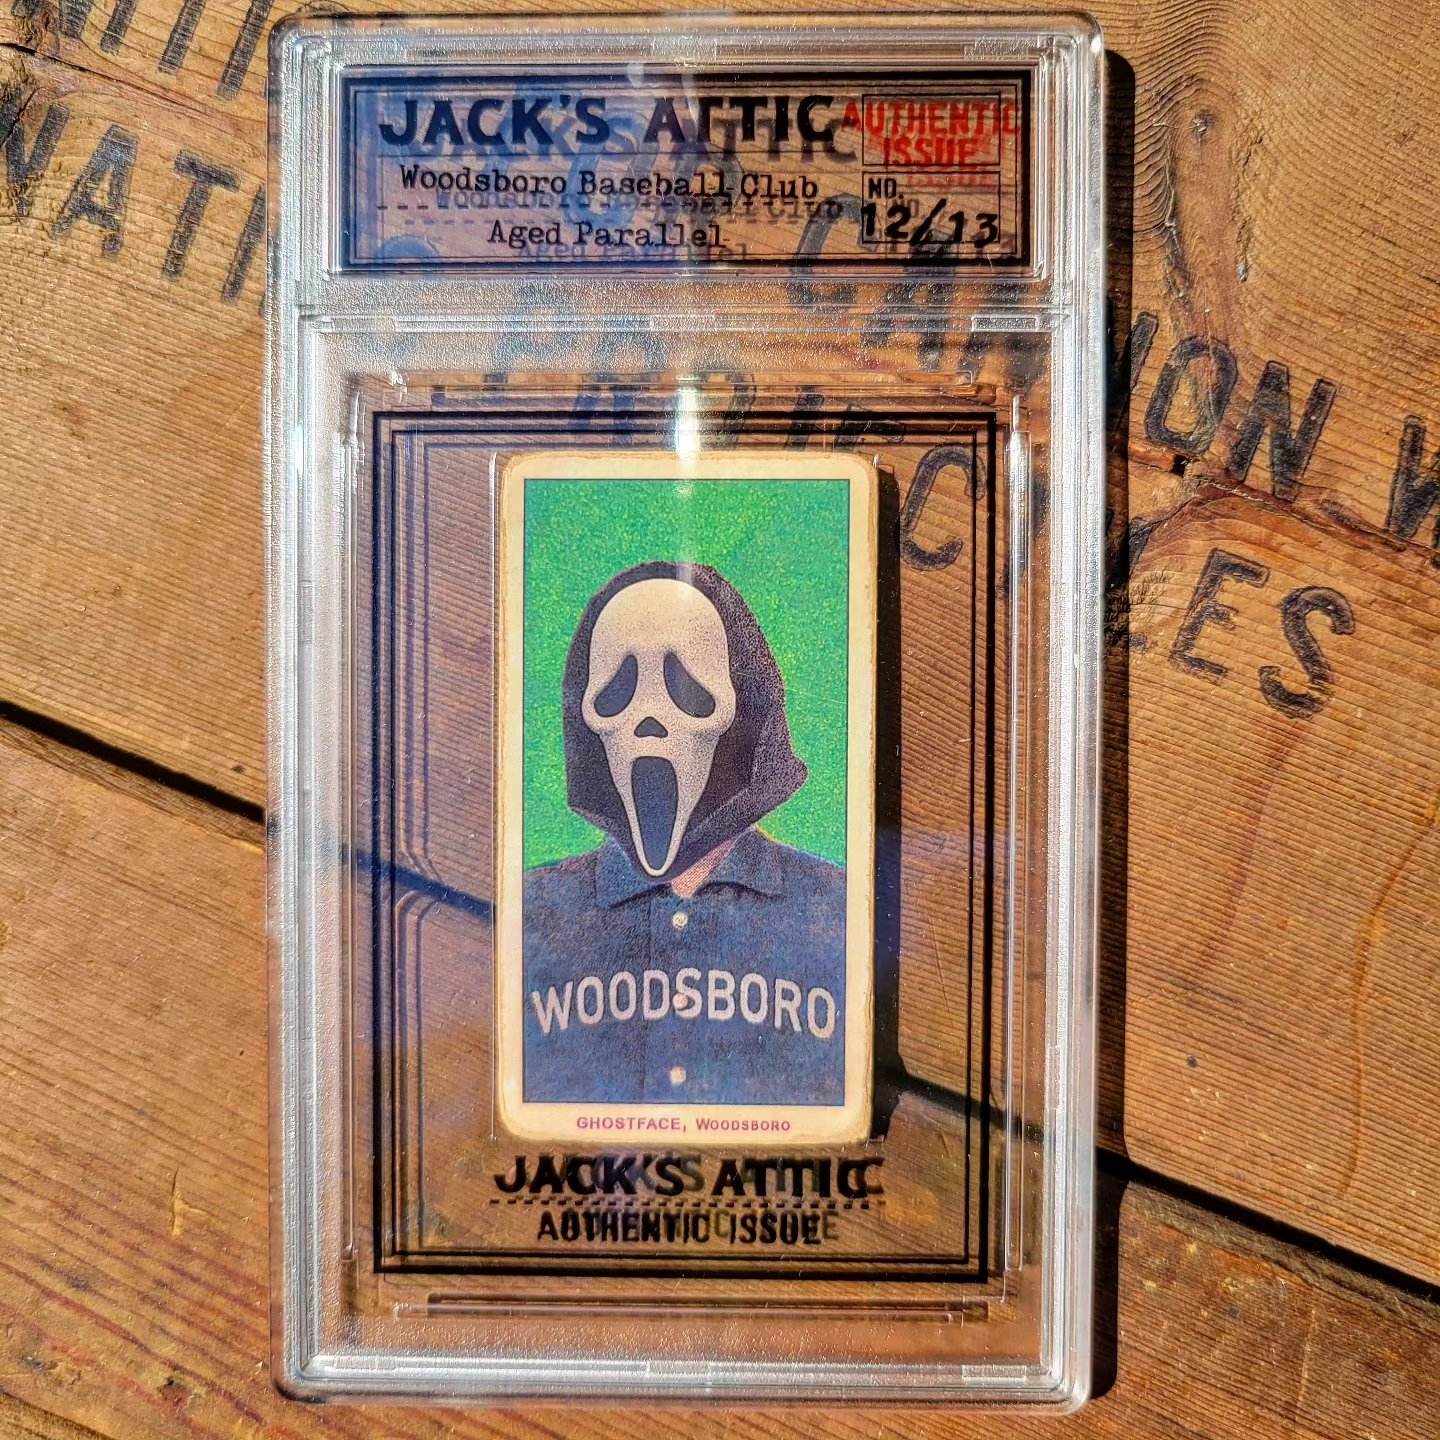 JACK'S ATTIC
AUTHENTIC
ISSUE
Woodsboro Baseball Club
Aged Parallel
NO.
12/13
WOODSBORO
GHOSTFACE, WOODSBORO
JACK'S ATTIC
AUTHENTIC ISSUE